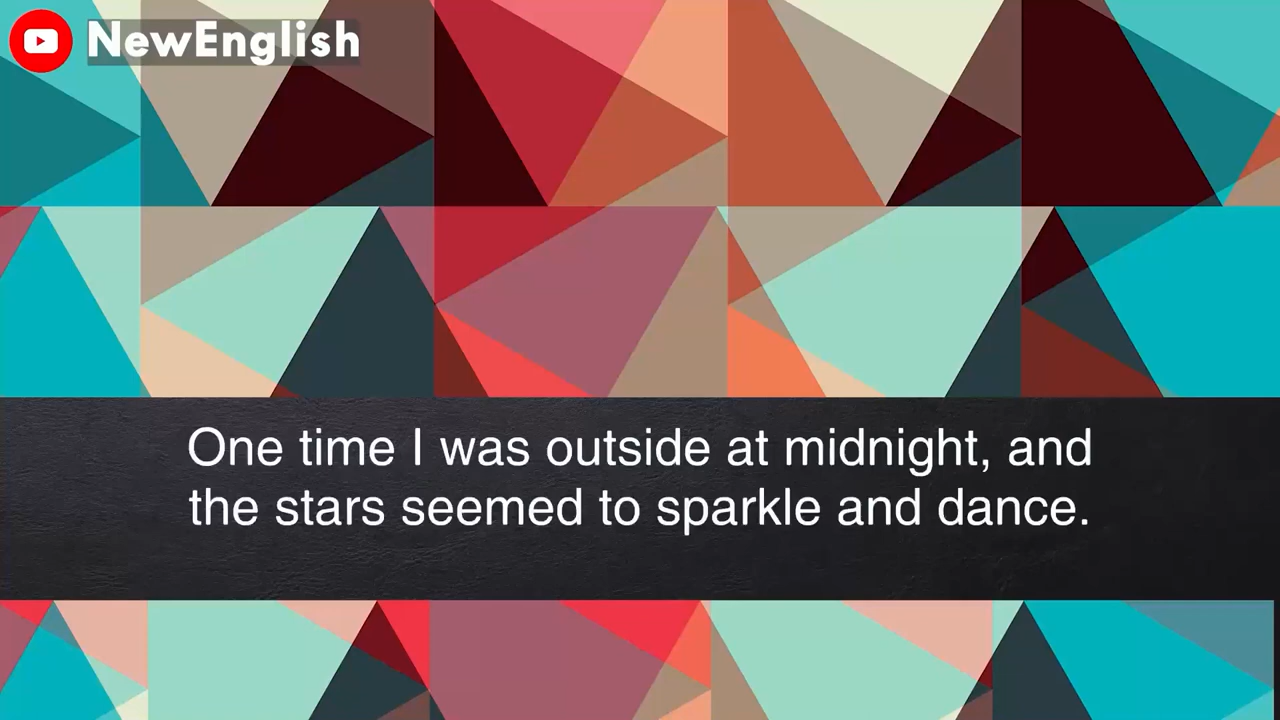 NewEnglish
One time I was outside at midnight, and
the stars seemed to sparkle and dance.